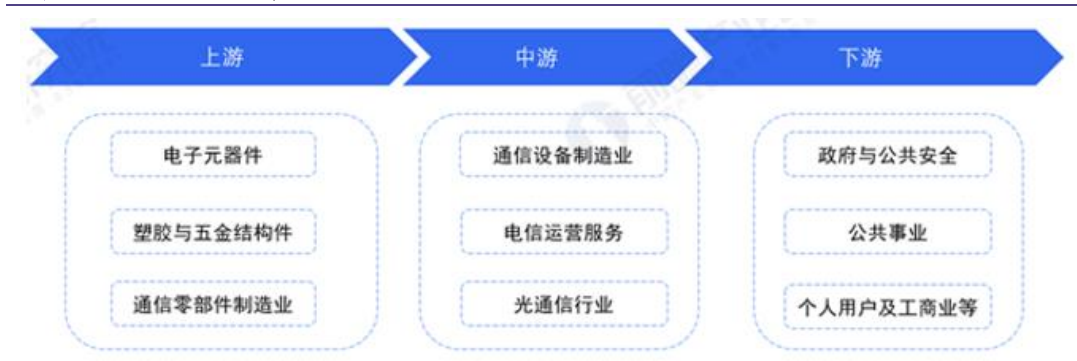 上游
中游
下游
电子元器件
通信设备制造业
政府与公共安全
塑胶与五金结构件
电信运营服务
公共事业
通信零部件制造业
光通信行业
个人用户及工商业等